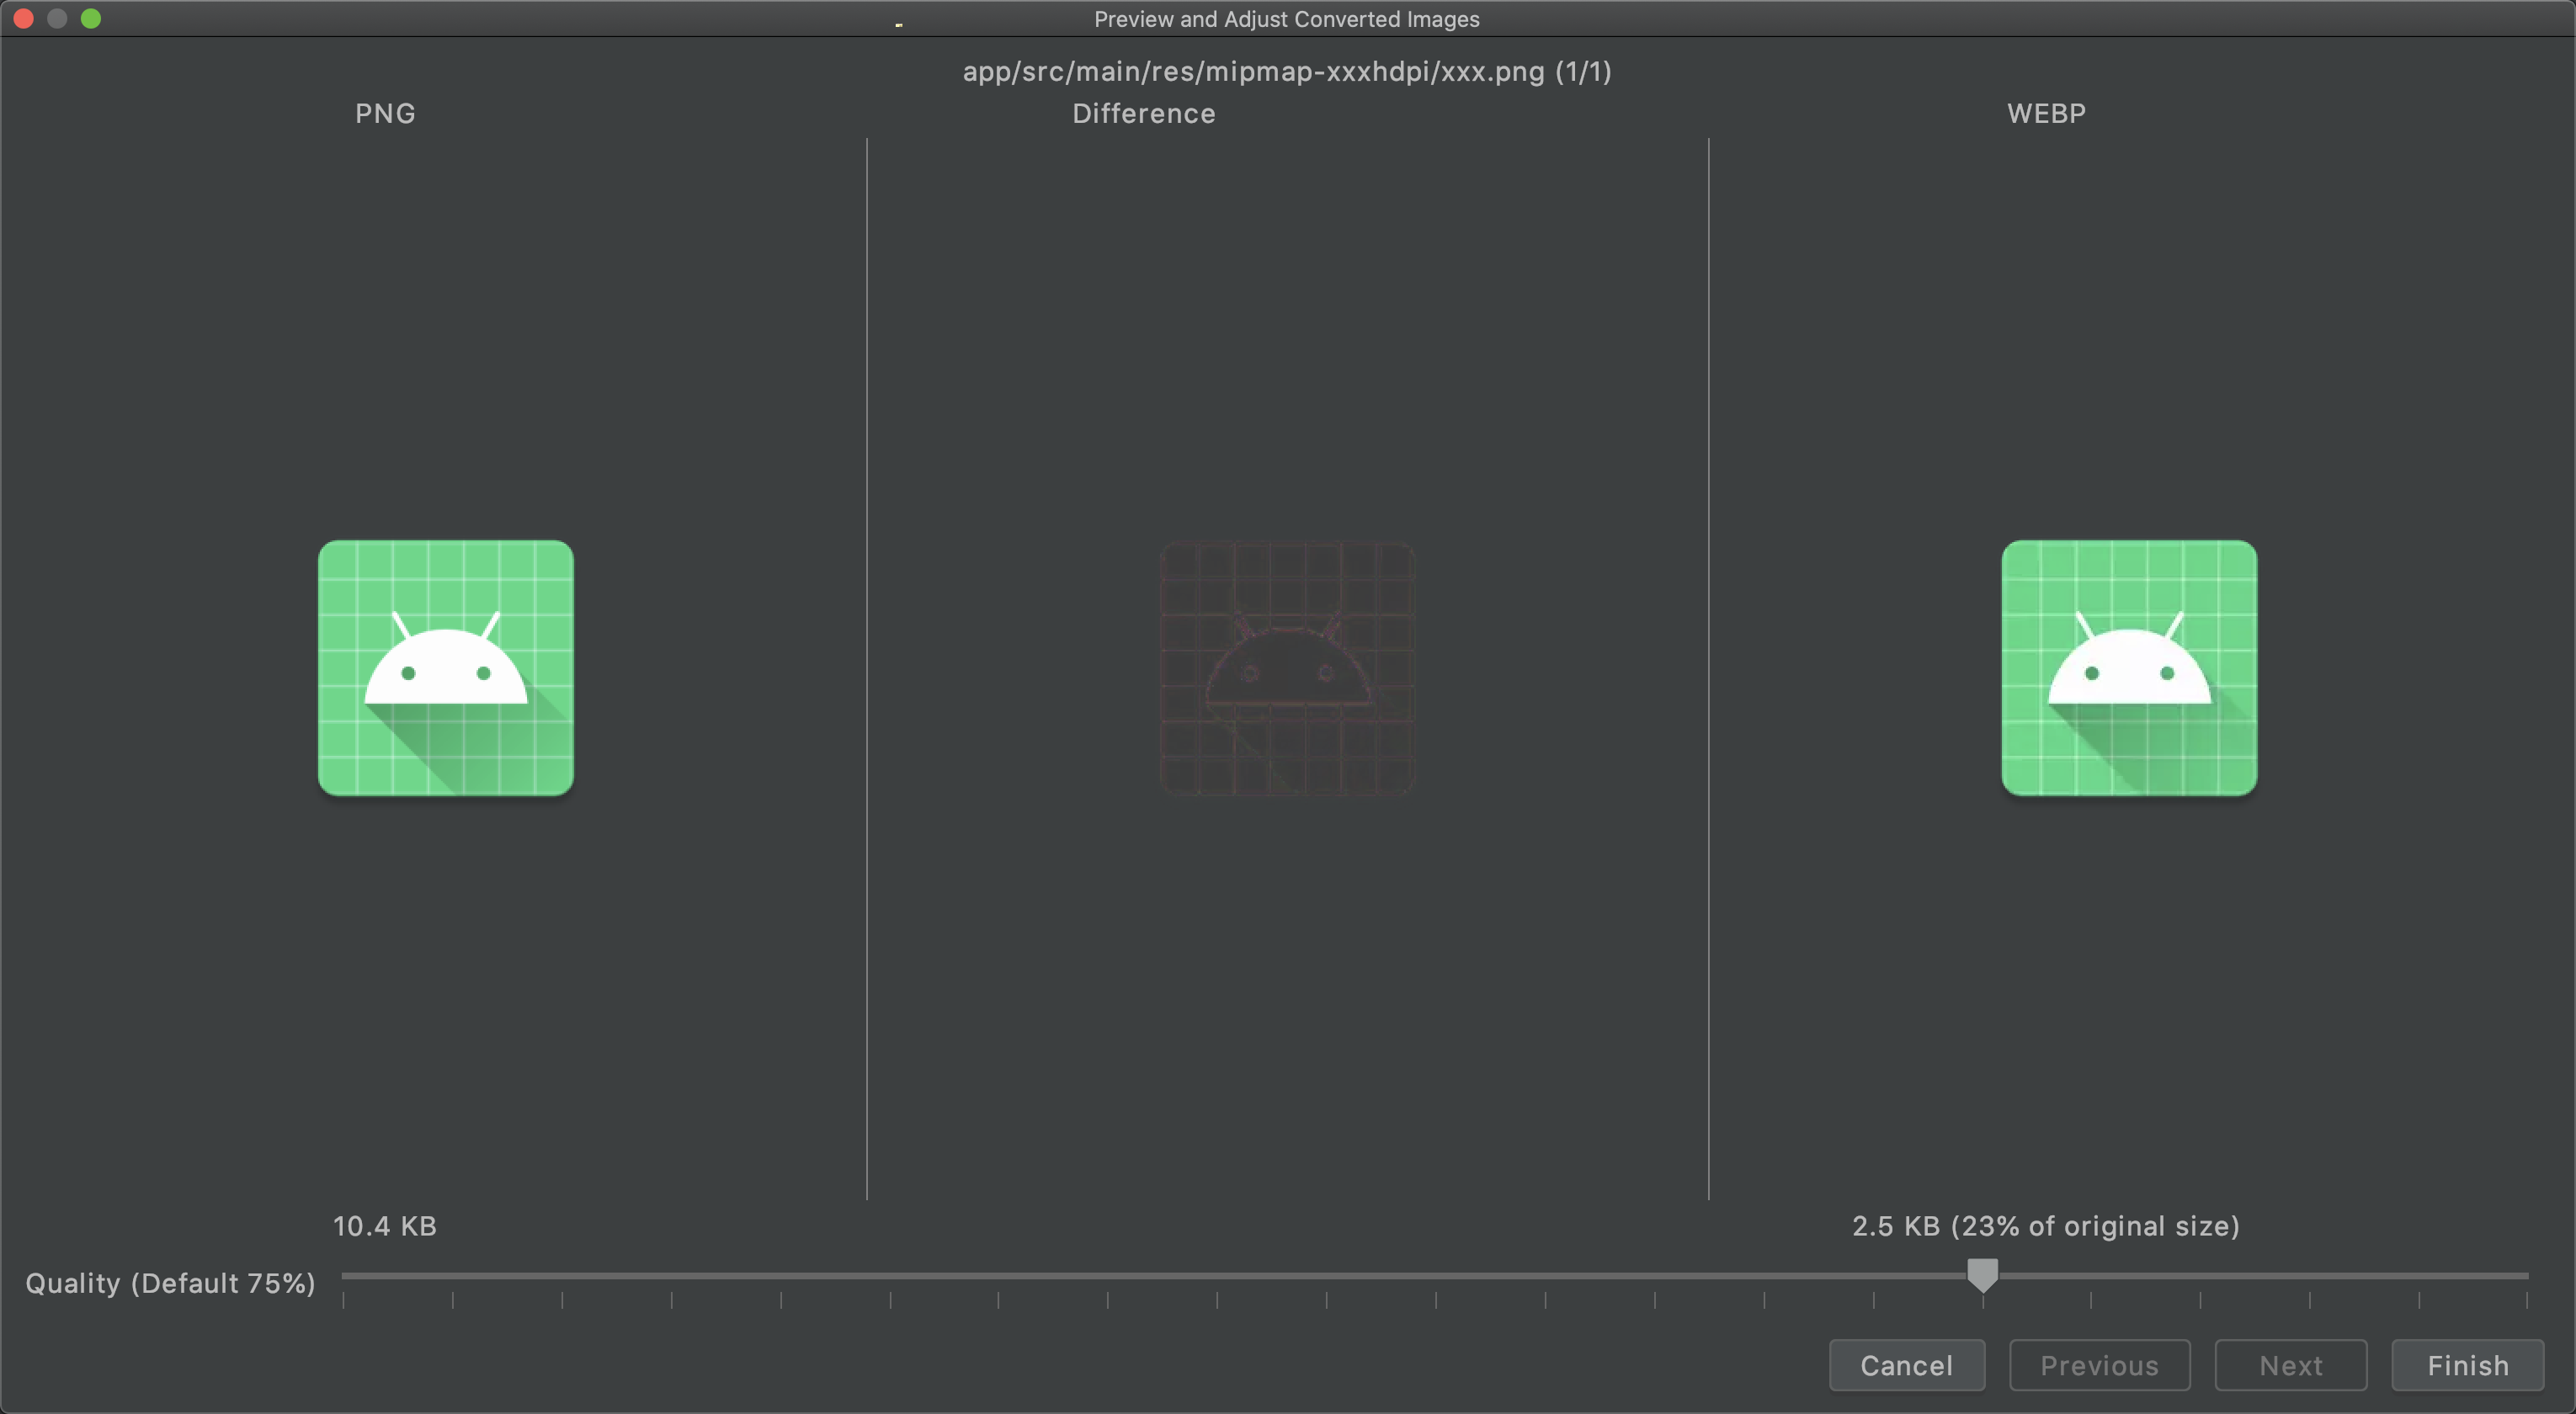 Preview and Adjust Converted Images
app/src/main/res/mipmap-xxxhdpi/xxx.png (1/1)
PNG
Difference
WEBP
10.4 KB
2.5 KB (23% of original size)
Quality (Default 75%)
Cancel
Previous
Next
Finish